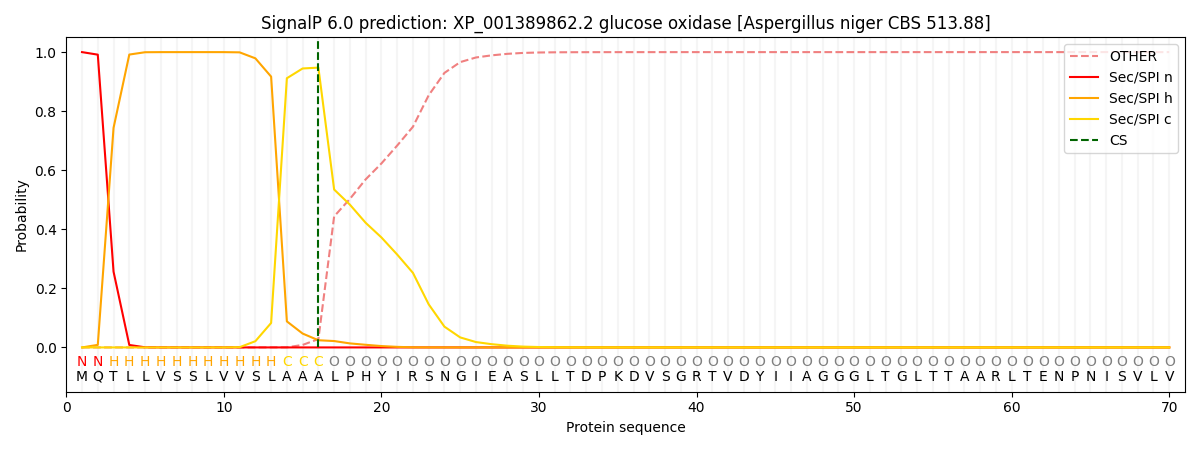 SignalP 6.0 prediction: XP_001389862.2 glucose oxidase [Aspergillus niger CBS 513.88]
1.0
0.8
0.6
0.4
0.2
0.0
Probability
OTHER
Sec/SPI n
Sec/SPI h
Sec/SPI c
CS
N N H H H H H H H H H H H C C C O O O O O O O O O O O O O O O O O O O O O O O O O O O O O O O O O O O O O O O O O O O O O O O O O O O O O O
M Q T L L V S S L V V S L A A A L P H Y I R S N G I E A S L L T D P K D V S G R T V D Y I I A G G G L T G L T T A A R L T E N P N I S V L V
0 10 20 30 40 50 60 70
Protein sequence